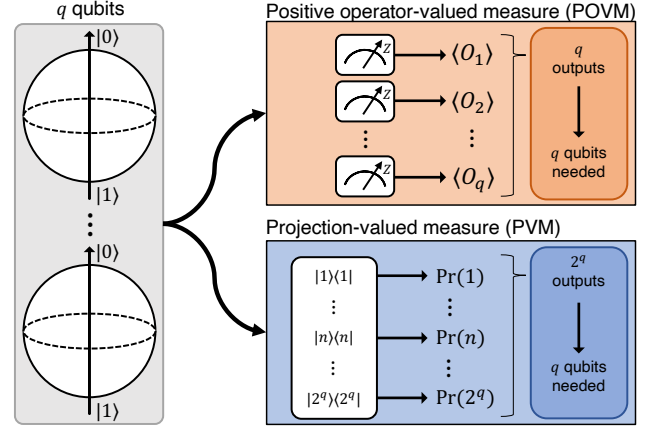 q qubits
|0⟩
|1⟩
⋮
|0⟩
|1⟩
Positive operator-valued measure (POVM)
Z ⟨O₁⟩
Z ⟨O₂⟩
⋮ ⋮
Z ⟨O_q⟩
q
outputs
q qubits
needed
Projection-valued measure (PVM)
|1⟩⟨1| Pr(1)
⋮ ⋮
|n⟩⟨n| Pr(n)
⋮ ⋮
|2^q⟩⟨2^q| Pr(2^q)
2^q
outputs
q qubits
needed